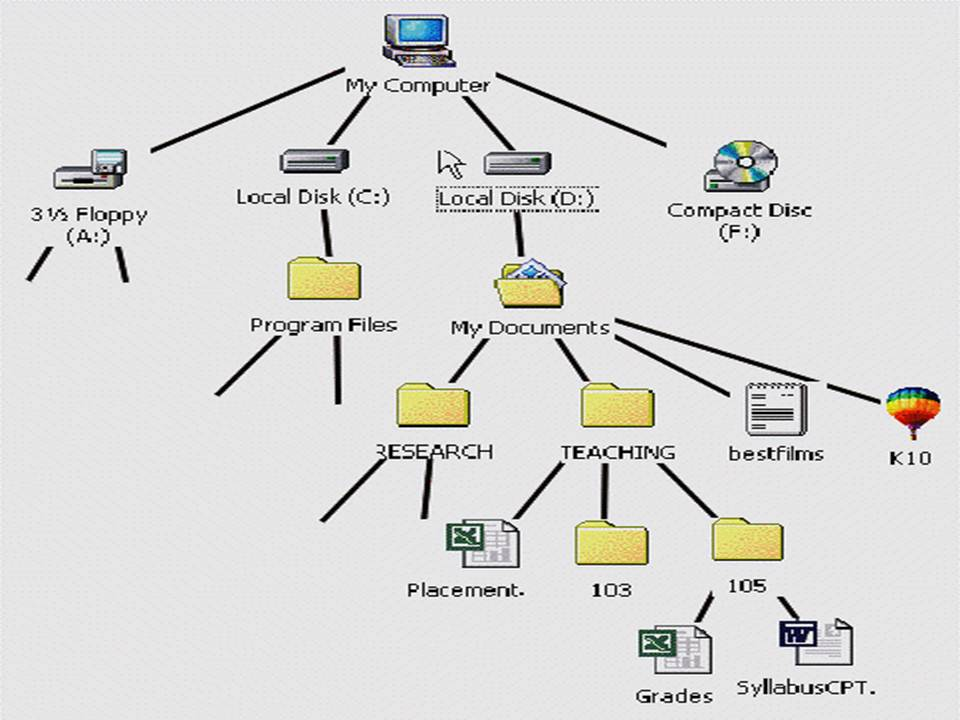 My Computer
3½ Floppy
(A:)
Local Disk (C:)
Local Disk (D:)
Compact Disc
(F:)
Program Files
My Documents
RESEARCH
TEACHING
bestfilms
K10
Placement.
103
105
Grades
SyllabusCPT.